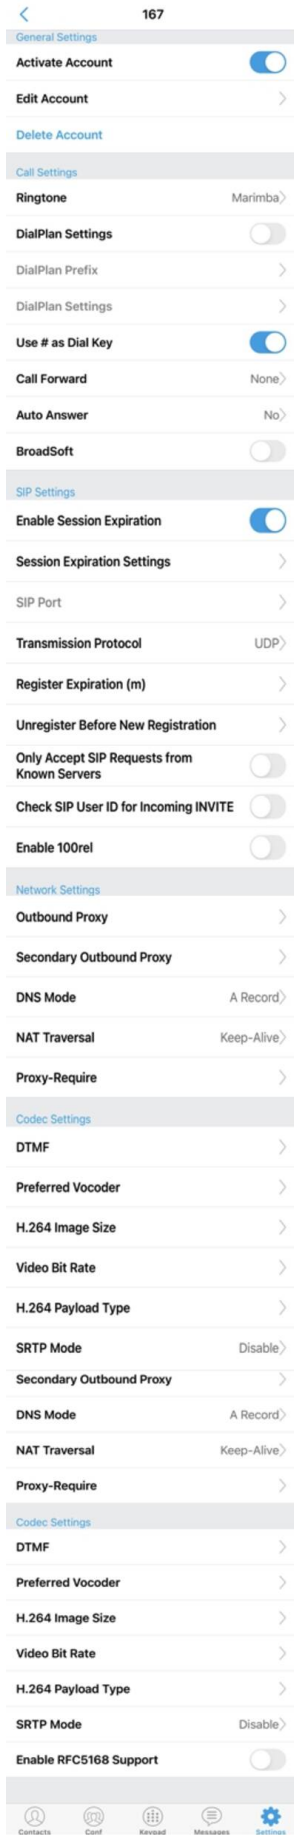 167
General Settings
Activate Account
Edit Account
Delete Account
Call Settings
Ringtone Marimba
DialPlan Settings
DialPlan Prefix
DialPlan Settings
Use # as Dial Key
Call Forward None
Auto Answer No
BroadSoft
SIP Settings
Enable Session Expiration
Session Expiration Settings
SIP Port
Transmission Protocol UDP
Register Expiration (m)
Unregister Before New Registration
Only Accept SIP Requests from
Known Servers
Check SIP User ID for Incoming INVITE
Enable 100rel
Network Settings
Outbound Proxy
Secondary Outbound Proxy
DNS Mode A Record
NAT Traversal Keep-Alive
Proxy-Require
Codec Settings
DTMF
Preferred Vocoder
H.264 Image Size
Video Bit Rate
H.264 Payload Type
SRTP Mode Disable
Secondary Outbound Proxy
DNS Mode A Record
NAT Traversal Keep-Alive
Proxy-Require
Codec Settings
DTMF
Preferred Vocoder
H.264 Image Size
Video Bit Rate
H.264 Payload Type
SRTP Mode Disable
Enable RFC5168 Support
Contacts Conf Keypad Messages Settings